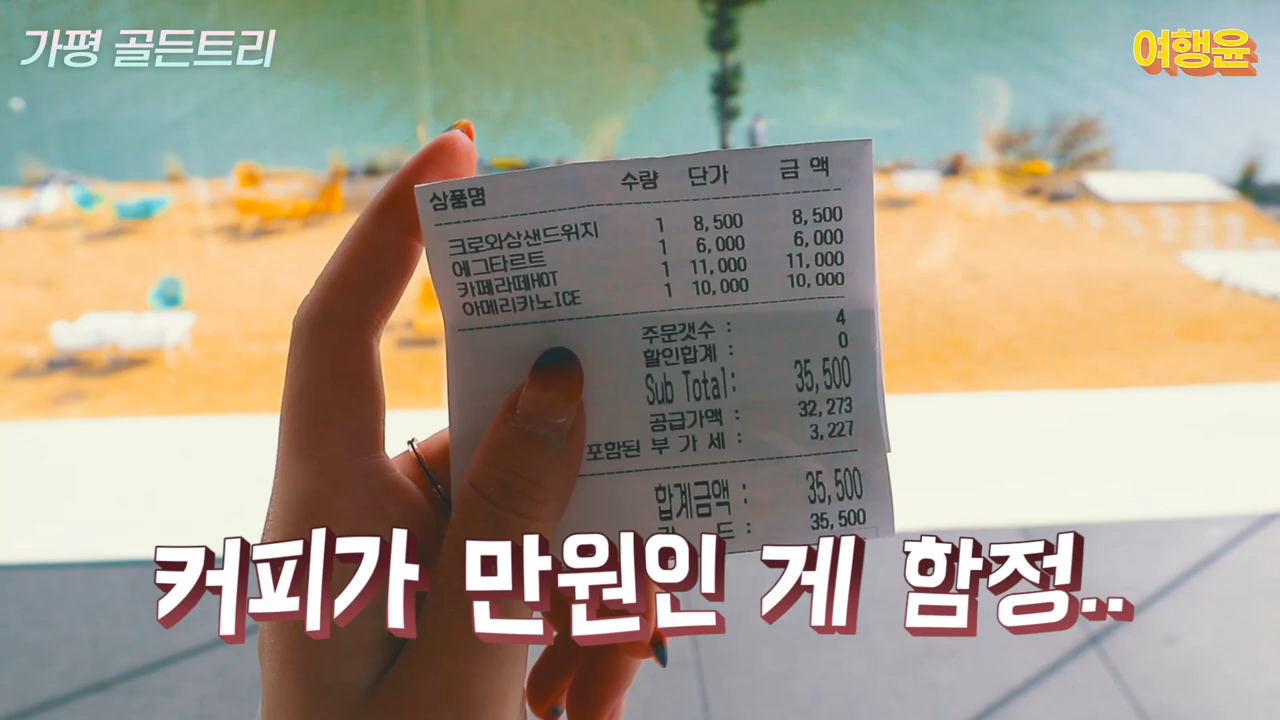 가평 골든트리
여행윤
상품명 수량 단가 금 액
크로와상샌드위치 1 8,500 8,500
에그타르트 1 6,000 6,000
카페라떼HOT 1 11,000 11,000
아메리카노ICE 1 10,000 10,000
주문갯수 : 4
할인합계 : 0
Sub Total: 35,500
공급가액 : 32,273
포함된 부 가 세 : 3,227
합계금액 : 35,500
드 : 35,500
커피가 만원인 게 함정..